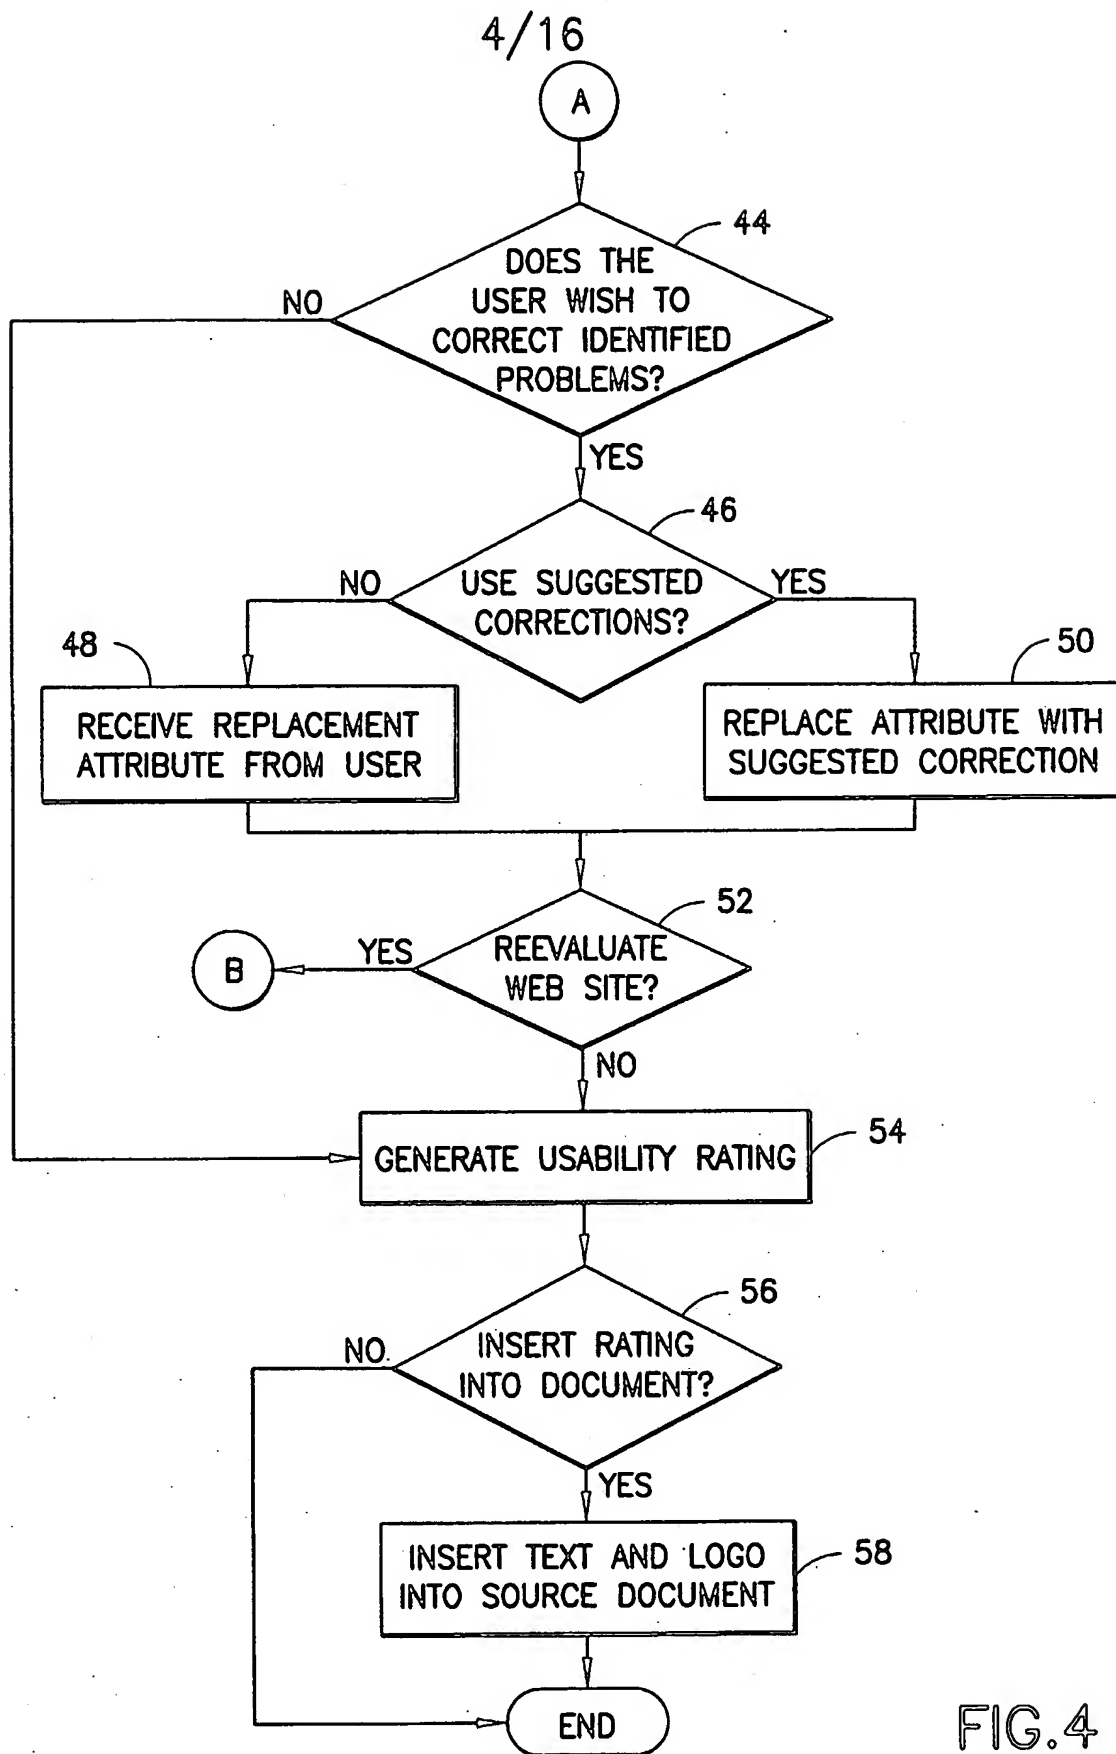 4/16
A
44
DOES THE
USER WISH TO
CORRECT IDENTIFIED
PROBLEMS?
NO
YES
46
USE SUGGESTED
CORRECTIONS?
NO
YES
48
RECEIVE REPLACEMENT
ATTRIBUTE FROM USER
50
REPLACE ATTRIBUTE WITH
SUGGESTED CORRECTION
52
REEVALUATE
WEB SITE?
YES
B
NO
54
GENERATE USABILITY RATING
56
INSERT RATING
INTO DOCUMENT?
NO
YES
58
INSERT TEXT AND LOGO
INTO SOURCE DOCUMENT
END
FIG.4